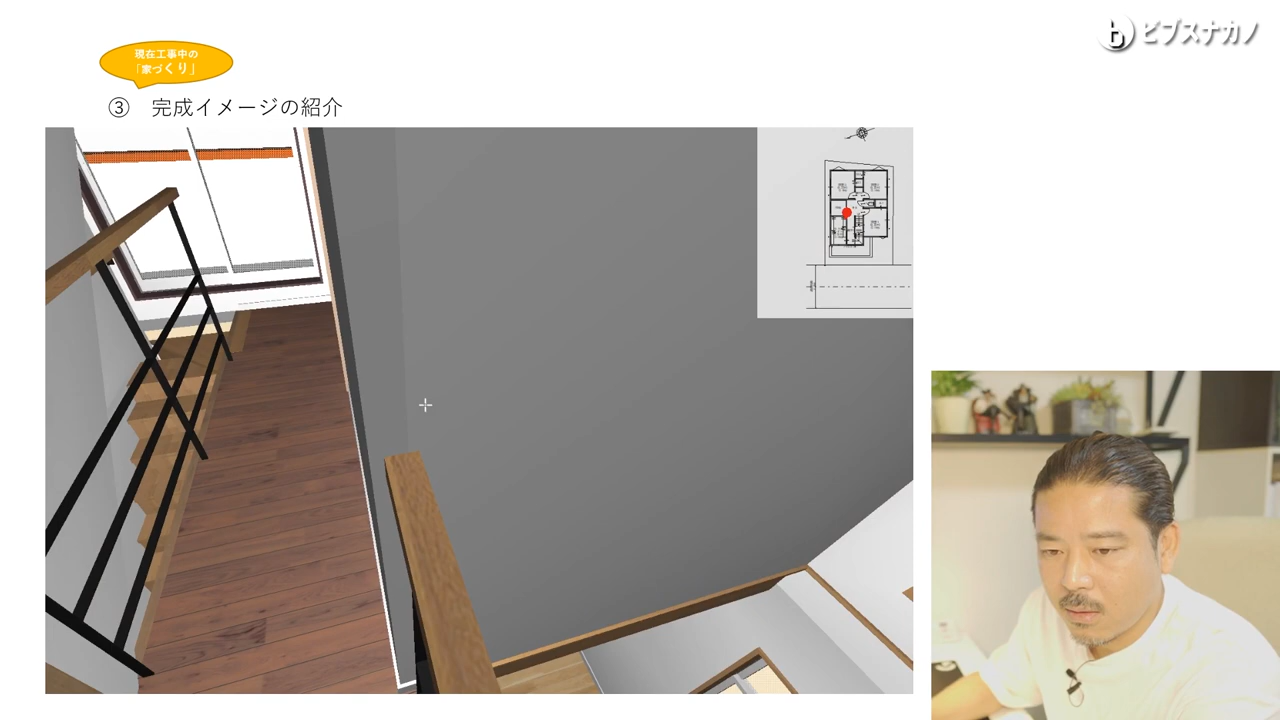 ビブスナカノ
現在工事中の
「家づくり」
③ 完成イメージの紹介